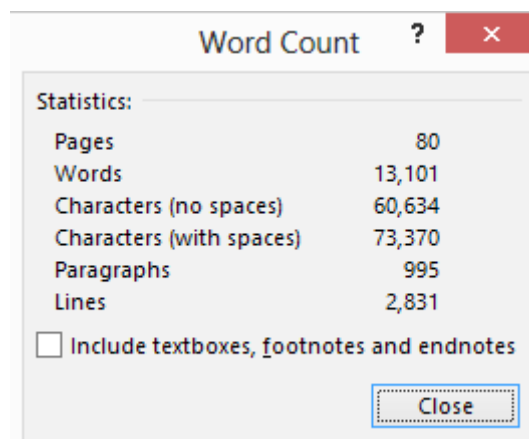 Word Count ? ×
Statistics:
Pages 80
Words 13,101
Characters (no spaces) 60,634
Characters (with spaces) 73,370
Paragraphs 995
Lines 2,831
Include textboxes, footnotes and endnotes
Close